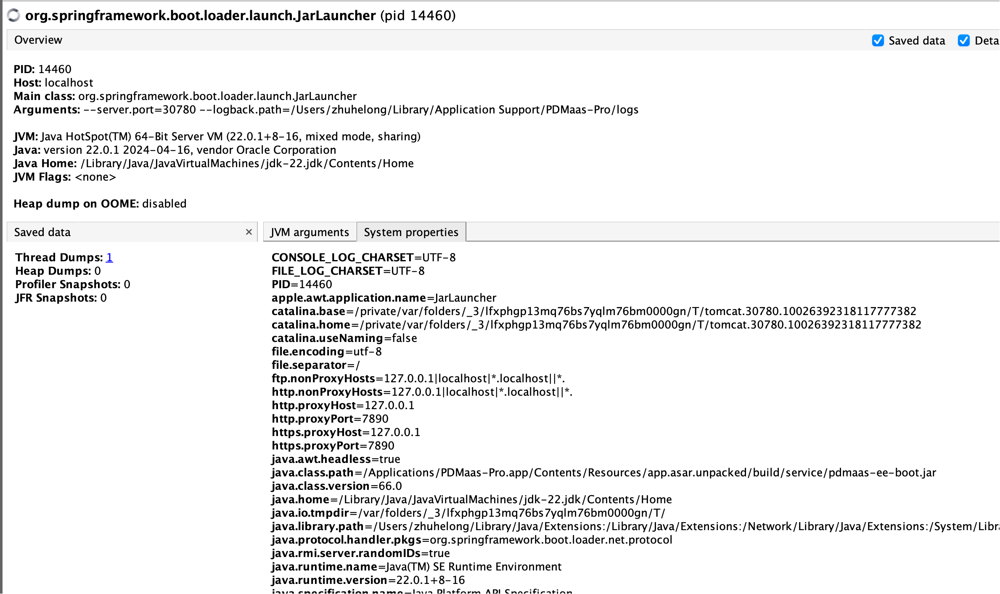 org.springframework.boot.loader.launch.JarLauncher (pid 14460)
Overview
Saved data
PID: 14460
Host: localhost
Main class: org.springframework.boot.loader.launch.JarLauncher
Arguments: --server.port=30780 --logback.path=/Users/zhuhelong/Library/Application Support/PDMaas-Pro/logs
JVM: Java HotSpot(TM) 64-Bit Server VM (22.0.1+8-16, mixed mode, sharing)
Java: version 22.0.1 2024-04-16, vendor Oracle Corporation
Java Home: /Library/Java/JavaVirtualMachines/jdk-22.jdk/Contents/Home
JVM Flags: <none>
Heap dump on OOME: disabled
Saved data ×
Thread Dumps: 1
Heap Dumps: 0
Profiler Snapshots: 0
JFR Snapshots: 0
JVM arguments System properties
CONSOLE_LOG_CHARSET=UTF-8
FILE_LOG_CHARSET=UTF-8
PID=14460
apple.awt.application.name=JarLauncher
catalina.base=/private/var/folders/_3/lfxphgp13mq76bs7yqlm76bm0000gn/T/tomcat.30780.10026392318117777382
catalina.home=/private/var/folders/_3/lfxphgp13mq76bs7yqlm76bm0000gn/T/tomcat.30780.10026392318117777382
catalina.useNaming=false
file.encoding=utf-8
file.separator=/
ftp.nonProxyHosts=127.0.0.1|localhost|*.localhost||*.
http.nonProxyHosts=127.0.0.1|localhost|*.localhost||*.
http.proxyHost=127.0.0.1
http.proxyPort=7890
https.proxyHost=127.0.0.1
https.proxyPort=7890
java.awt.headless=true
java.class.path=/Applications/PDMaas-Pro.app/Contents/Resources/app.asar.unpacked/build/service/pdmaas-ee-boot.jar
java.class.version=66.0
java.home=/Library/Java/JavaVirtualMachines/jdk-22.jdk/Contents/Home
java.io.tmpdir=/var/folders/_3/lfxphgp13mq76bs7yqlm76bm0000gn/T/
java.library.path=/Users/zhuhelong/Library/Java/Extensions:/Library/Java/Extensions:/Network/Library/Java/Extensions:/System/Libr
java.protocol.handler.pkgs=org.springframework.boot.loader.net.protocol
java.rmi.server.randomIDs=true
java.runtime.name=Java(TM) SE Runtime Environment
java.runtime.version=22.0.1+8-16
java.specification.name=Java Platform API Specification